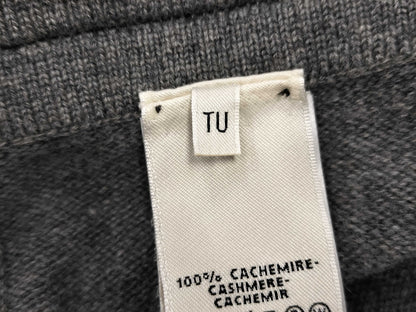 TU
100% CACHEMIRE-
CASHMERE-
CACHEMIR